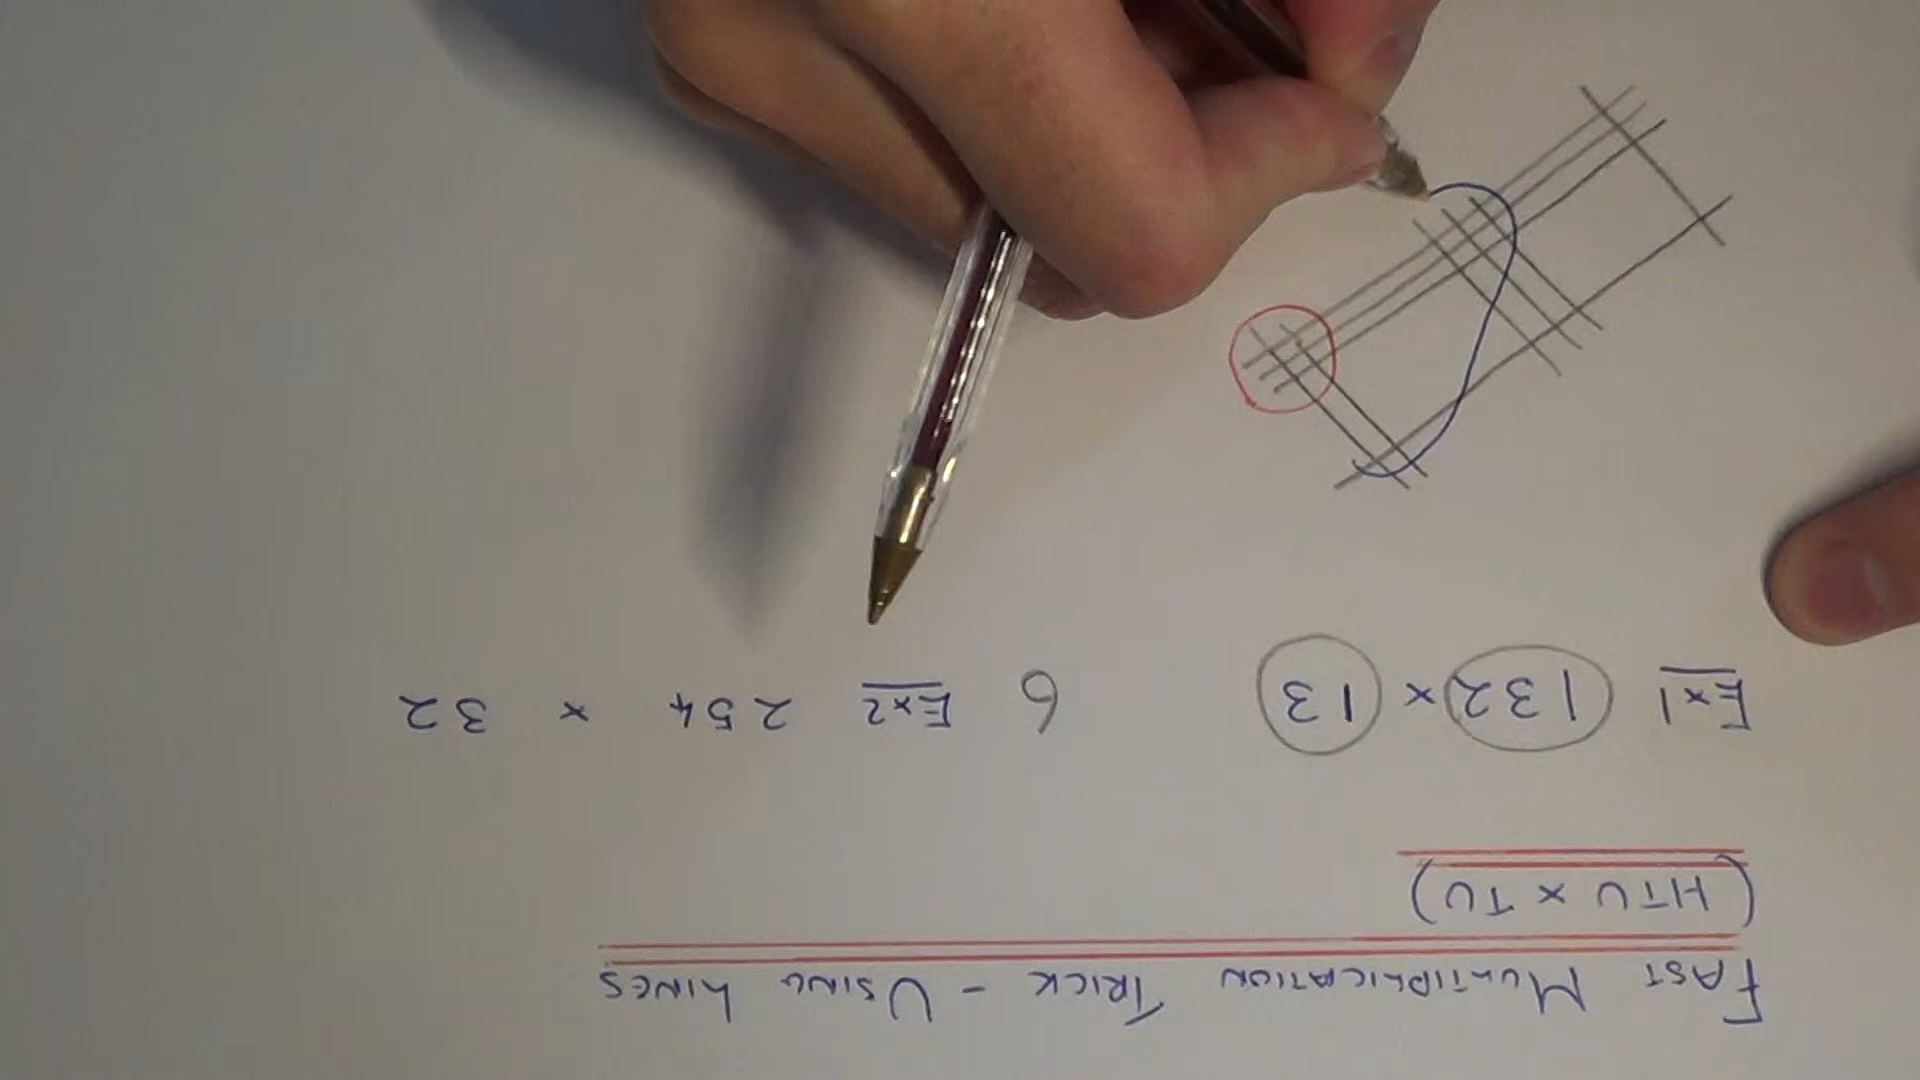 FAST MULTIPLICATION TRICK - USING LINES
(HTU × TU)
Ex1 132 × 13
6
Ex2 254 × 32